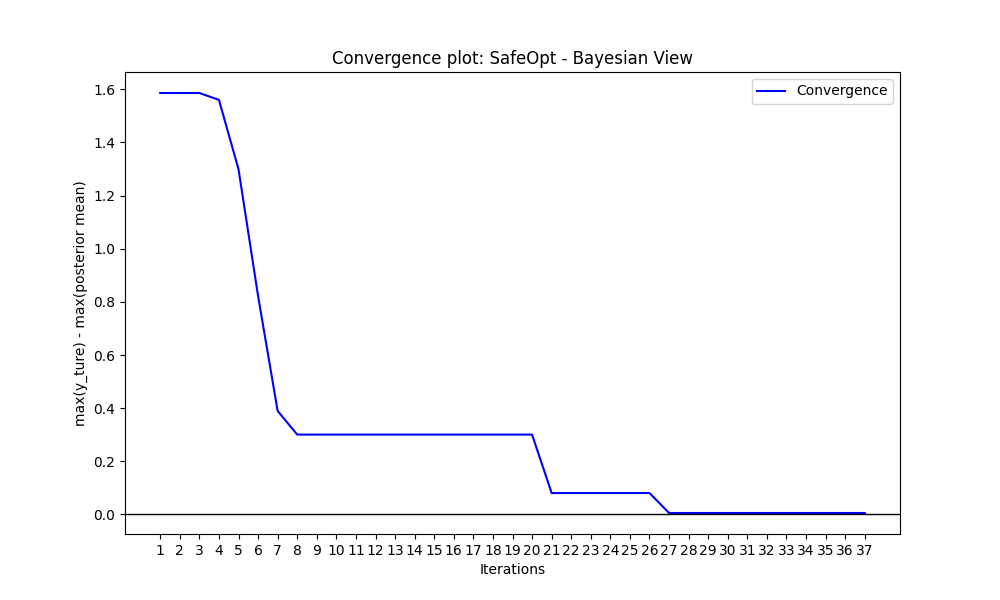 Convergence plot: SafeOpt - Bayesian View
Convergence
max(y_ture) - max(posterior mean)
1.6
1.4
1.2
1.0
0.8
0.6
0.4
0.2
0.0
1 2 3 4 5 6 7 8 9 10 11 12 13 14 15 16 17 18 19 20 21 22 23 24 25 26 27 28 29 30 31 32 33 34 35 36 37
Iterations